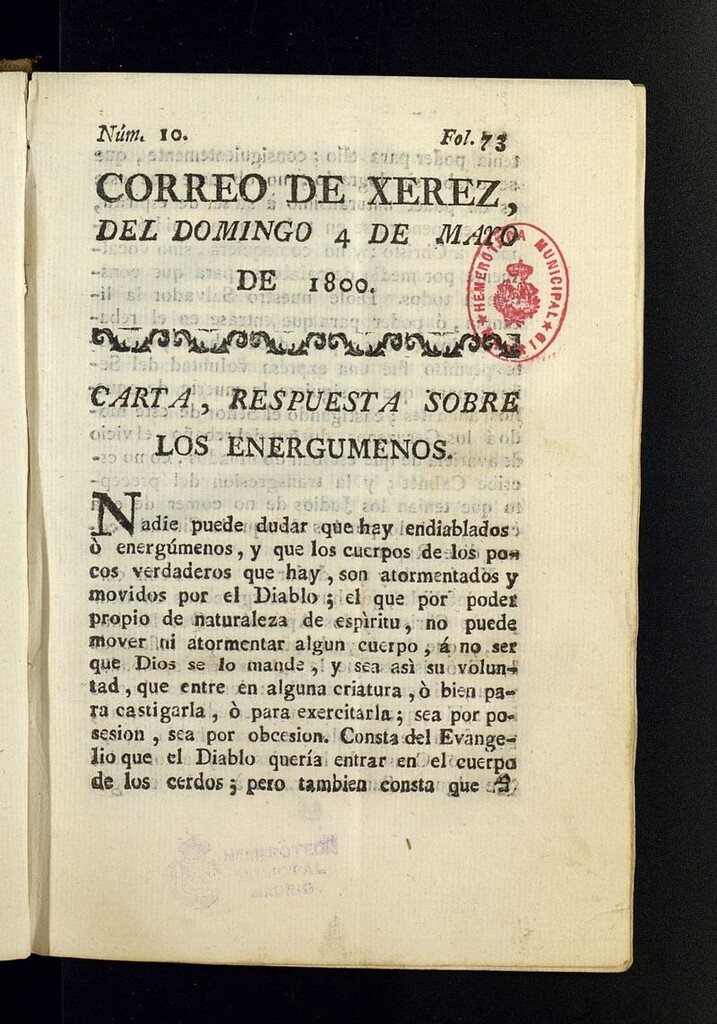 Núm. 10. Fol. 73
CORREO DE XEREZ,
DEL DOMINGO 4 DE MAYO
DE 1800.
HEMEROTECA MUNICIPAL
CARTA, RESPUESTA SOBRE
LOS ENERGUMENOS.
Nadie puede dudar que hay endiablados
ò energúmenos, y que los cuerpos de los po-
cos verdaderos que hay, son atormentados y
movidos por el Diablo; el que por poder
propio de naturaleza de espìritu, no puede
mover ni atormentar algun cuerpo, á no ser
que Dios se lo mande, y sea asì su volun-
tad, que entre en alguna criatura, ò bien pa-
ra castigarla, ò para exercitarla; sea por po-
sesion, sea por obcesion. Consta del Evange-
lio que el Diablo quería entrar en el cuerpo
de los cerdos; pero tambien consta que
HEMEROTECA
MUNICIPAL
MADRID